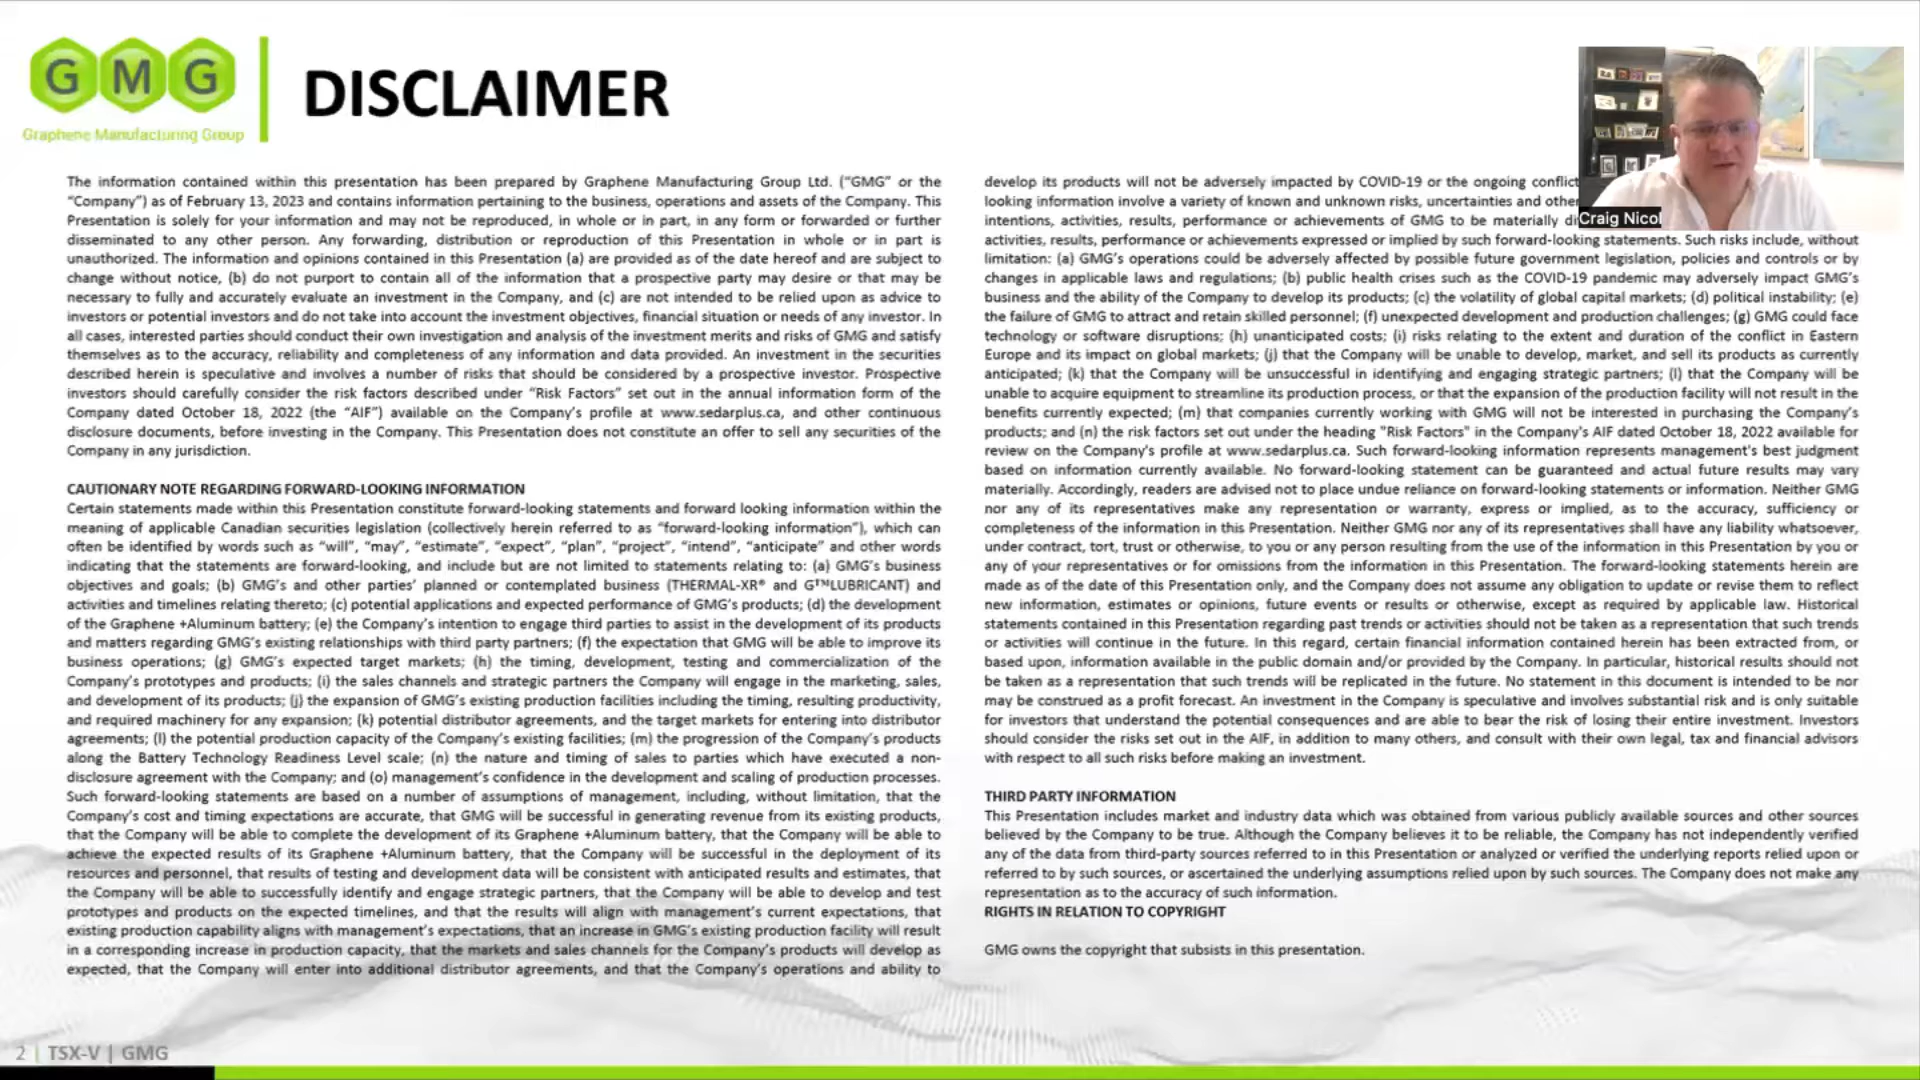 GMG
Graphene Manufacturing Group
DISCLAIMER
The information contained within this presentation has been prepared by Graphene Manufacturing Group Ltd. (“GMG” or the
“Company”) as of February 13, 2023 and contains information pertaining to the business, operations and assets of the Company. This
Presentation is solely for your information and may not be reproduced, in whole or in part, in any form or forwarded or further
disseminated to any other person. Any forwarding, distribution or reproduction of this Presentation in whole or in part is
unauthorized. The information and opinions contained in this Presentation (a) are provided as of the date hereof and are subject to
change without notice, (b) do not purport to contain all of the information that a prospective party may desire or that may be
necessary to fully and accurately evaluate an investment in the Company, and (c) are not intended to be relied upon as advice to
investors or potential investors and do not take into account the investment objectives, financial situation or needs of any investor. In
all cases, interested parties should conduct their own investigation and analysis of the investment merits and risks of GMG and satisfy
themselves as to the accuracy, reliability and completeness of any information and data provided. An investment in the securities
described herein is speculative and involves a number of risks that should be considered by a prospective investor. Prospective
investors should carefully consider the risk factors described under “Risk Factors” set out in the annual information form of the
Company dated October 18, 2022 (the “AIF”) available on the Company’s profile at www.sedarplus.ca, and other continuous
disclosure documents, before investing in the Company. This Presentation does not constitute an offer to sell any securities of the
Company in any jurisdiction.
CAUTIONARY NOTE REGARDING FORWARD-LOOKING INFORMATION
Certain statements made within this Presentation constitute forward-looking statements and forward looking information within the
meaning of applicable Canadian securities legislation (collectively herein referred to as “forward-looking information”), which can
often be identified by words such as “will”, “may”, “estimate”, “expect”, “plan”, “project”, “intend”, “anticipate” and other words
indicating that the statements are forward-looking, and include but are not limited to statements relating to: (a) GMG’s business
objectives and goals; (b) GMG’s and other parties’ planned or contemplated business (THERMAL-XR® and G®™LUBRICANT) and
activities and timelines relating thereto; (c) potential applications and expected performance of GMG’s products; (d) the development
of the Graphene +Aluminum battery; (e) the Company’s intention to engage third parties to assist in the development of its products
and matters regarding GMG’s existing relationships with third party partners; (f) the expectation that GMG will be able to improve its
business operations; (g) GMG’s expected target markets; (h) the timing, development, testing and commercialization of the
Company’s prototypes and products; (i) the sales channels and strategic partners the Company will engage in the marketing, sales,
and development of its products; (j) the expansion of GMG’s existing production facilities including the timing, resulting productivity,
and required machinery for any expansion; (k) potential distributor agreements, and the target markets for entering into distributor
agreements; (l) the potential production capacity of the Company’s existing facilities; (m) the progression of the Company’s products
along the Battery Technology Readiness Level scale; (n) the nature and timing of sales to parties which have executed a non-
disclosure agreement with the Company; and (o) management’s confidence in the development and scaling of production processes.
Such forward-looking statements are based on a number of assumptions of management, including, without limitation, that the
Company’s cost and timing expectations are accurate, that GMG will be successful in generating revenue from its existing products,
that the Company will be able to complete the development of its Graphene +Aluminum battery, that the Company will be able to
achieve the expected results of its Graphene +Aluminum battery, that the Company will be successful in the deployment of its
resources and personnel, that results of testing and development data will be consistent with anticipated results and estimates, that
the Company will be able to successfully identify and engage strategic partners, that the Company will be able to develop and test
prototypes and products on the expected timelines, and that the results will align with management’s current expectations, that
existing production capability aligns with management’s expectations, that an increase in GMG’s existing production facility will result
in a corresponding increase in production capacity, that the markets and sales channels for the Company’s products will develop as
expected, that the Company will enter into additional distributor agreements, and that the Company’s operations and ability to
develop its products will not be adversely impacted by COVID-19 or the ongoing conflict
looking information involve a variety of known and unknown risks, uncertainties and other
intentions, activities, results, performance or achievements of GMG to be materially di
activities, results, performance or achievements expressed or implied by such forward-looking statements. Such risks include, without
limitation: (a) GMG’s operations could be adversely affected by possible future government legislation, policies and controls or by
changes in applicable laws and regulations; (b) public health crises such as the COVID-19 pandemic may adversely impact GMG’s
business and the ability of the Company to develop its products; (c) the volatility of global capital markets; (d) political instability; (e)
the failure of GMG to attract and retain skilled personnel; (f) unexpected development and production challenges; (g) GMG could face
technology or software disruptions; (h) unanticipated costs; (i) risks relating to the extent and duration of the conflict in Eastern
Europe and its impact on global markets; (j) that the Company will be unable to develop, market, and sell its products as currently
anticipated; (k) that the Company will be unsuccessful in identifying and engaging strategic partners; (l) that the Company will be
unable to acquire equipment to streamline its production process, or that the expansion of the production facility will not result in the
benefits currently expected; (m) that companies currently working with GMG will not be interested in purchasing the Company’s
products; and (n) the risk factors set out under the heading "Risk Factors" in the Company's AIF dated October 18, 2022 available for
review on the Company's profile at www.sedarplus.ca. Such forward-looking information represents management’s best judgment
based on information currently available. No forward-looking statement can be guaranteed and actual future results may vary
materially. Accordingly, readers are advised not to place undue reliance on forward-looking statements or information. Neither GMG
nor any of its representatives make any representation or warranty, express or implied, as to the accuracy, sufficiency or
completeness of the information in this Presentation. Neither GMG nor any of its representatives shall have any liability whatsoever,
under contract, tort, trust or otherwise, to you or any person resulting from the use of the information in this Presentation by you or
any of your representatives or for omissions from the information in this Presentation. The forward-looking statements herein are
made as of the date of this Presentation only, and the Company does not assume any obligation to update or revise them to reflect
new information, estimates or opinions, future events or results or otherwise, except as required by applicable law. Historical
statements contained in this Presentation regarding past trends or activities should not be taken as a representation that such trends
or activities will continue in the future. In this regard, certain financial information contained herein has been extracted from, or
based upon, information available in the public domain and/or provided by the Company. In particular, historical results should not
be taken as a representation that such trends will be replicated in the future. No statement in this document is intended to be nor
may be construed as a profit forecast. An investment in the Company is speculative and involves substantial risk and is only suitable
for investors that understand the potential consequences and are able to bear the risk of losing their entire investment. Investors
should consider the risks set out in the AIF, in addition to many others, and consult with their own legal, tax and financial advisors
with respect to all such risks before making an investment.
THIRD PARTY INFORMATION
This Presentation includes market and industry data which was obtained from various publicly available sources and other sources
believed by the Company to be true. Although the Company believes it to be reliable, the Company has not independently verified
any of the data from third-party sources referred to in this Presentation or analyzed or verified the underlying reports relied upon or
referred to by such sources, or ascertained the underlying assumptions relied upon by such sources. The Company does not make any
representation as to the accuracy of such information.
RIGHTS IN RELATION TO COPYRIGHT
GMG owns the copyright that subsists in this presentation.
Craig Nicol
2 | TSX-V | GMG